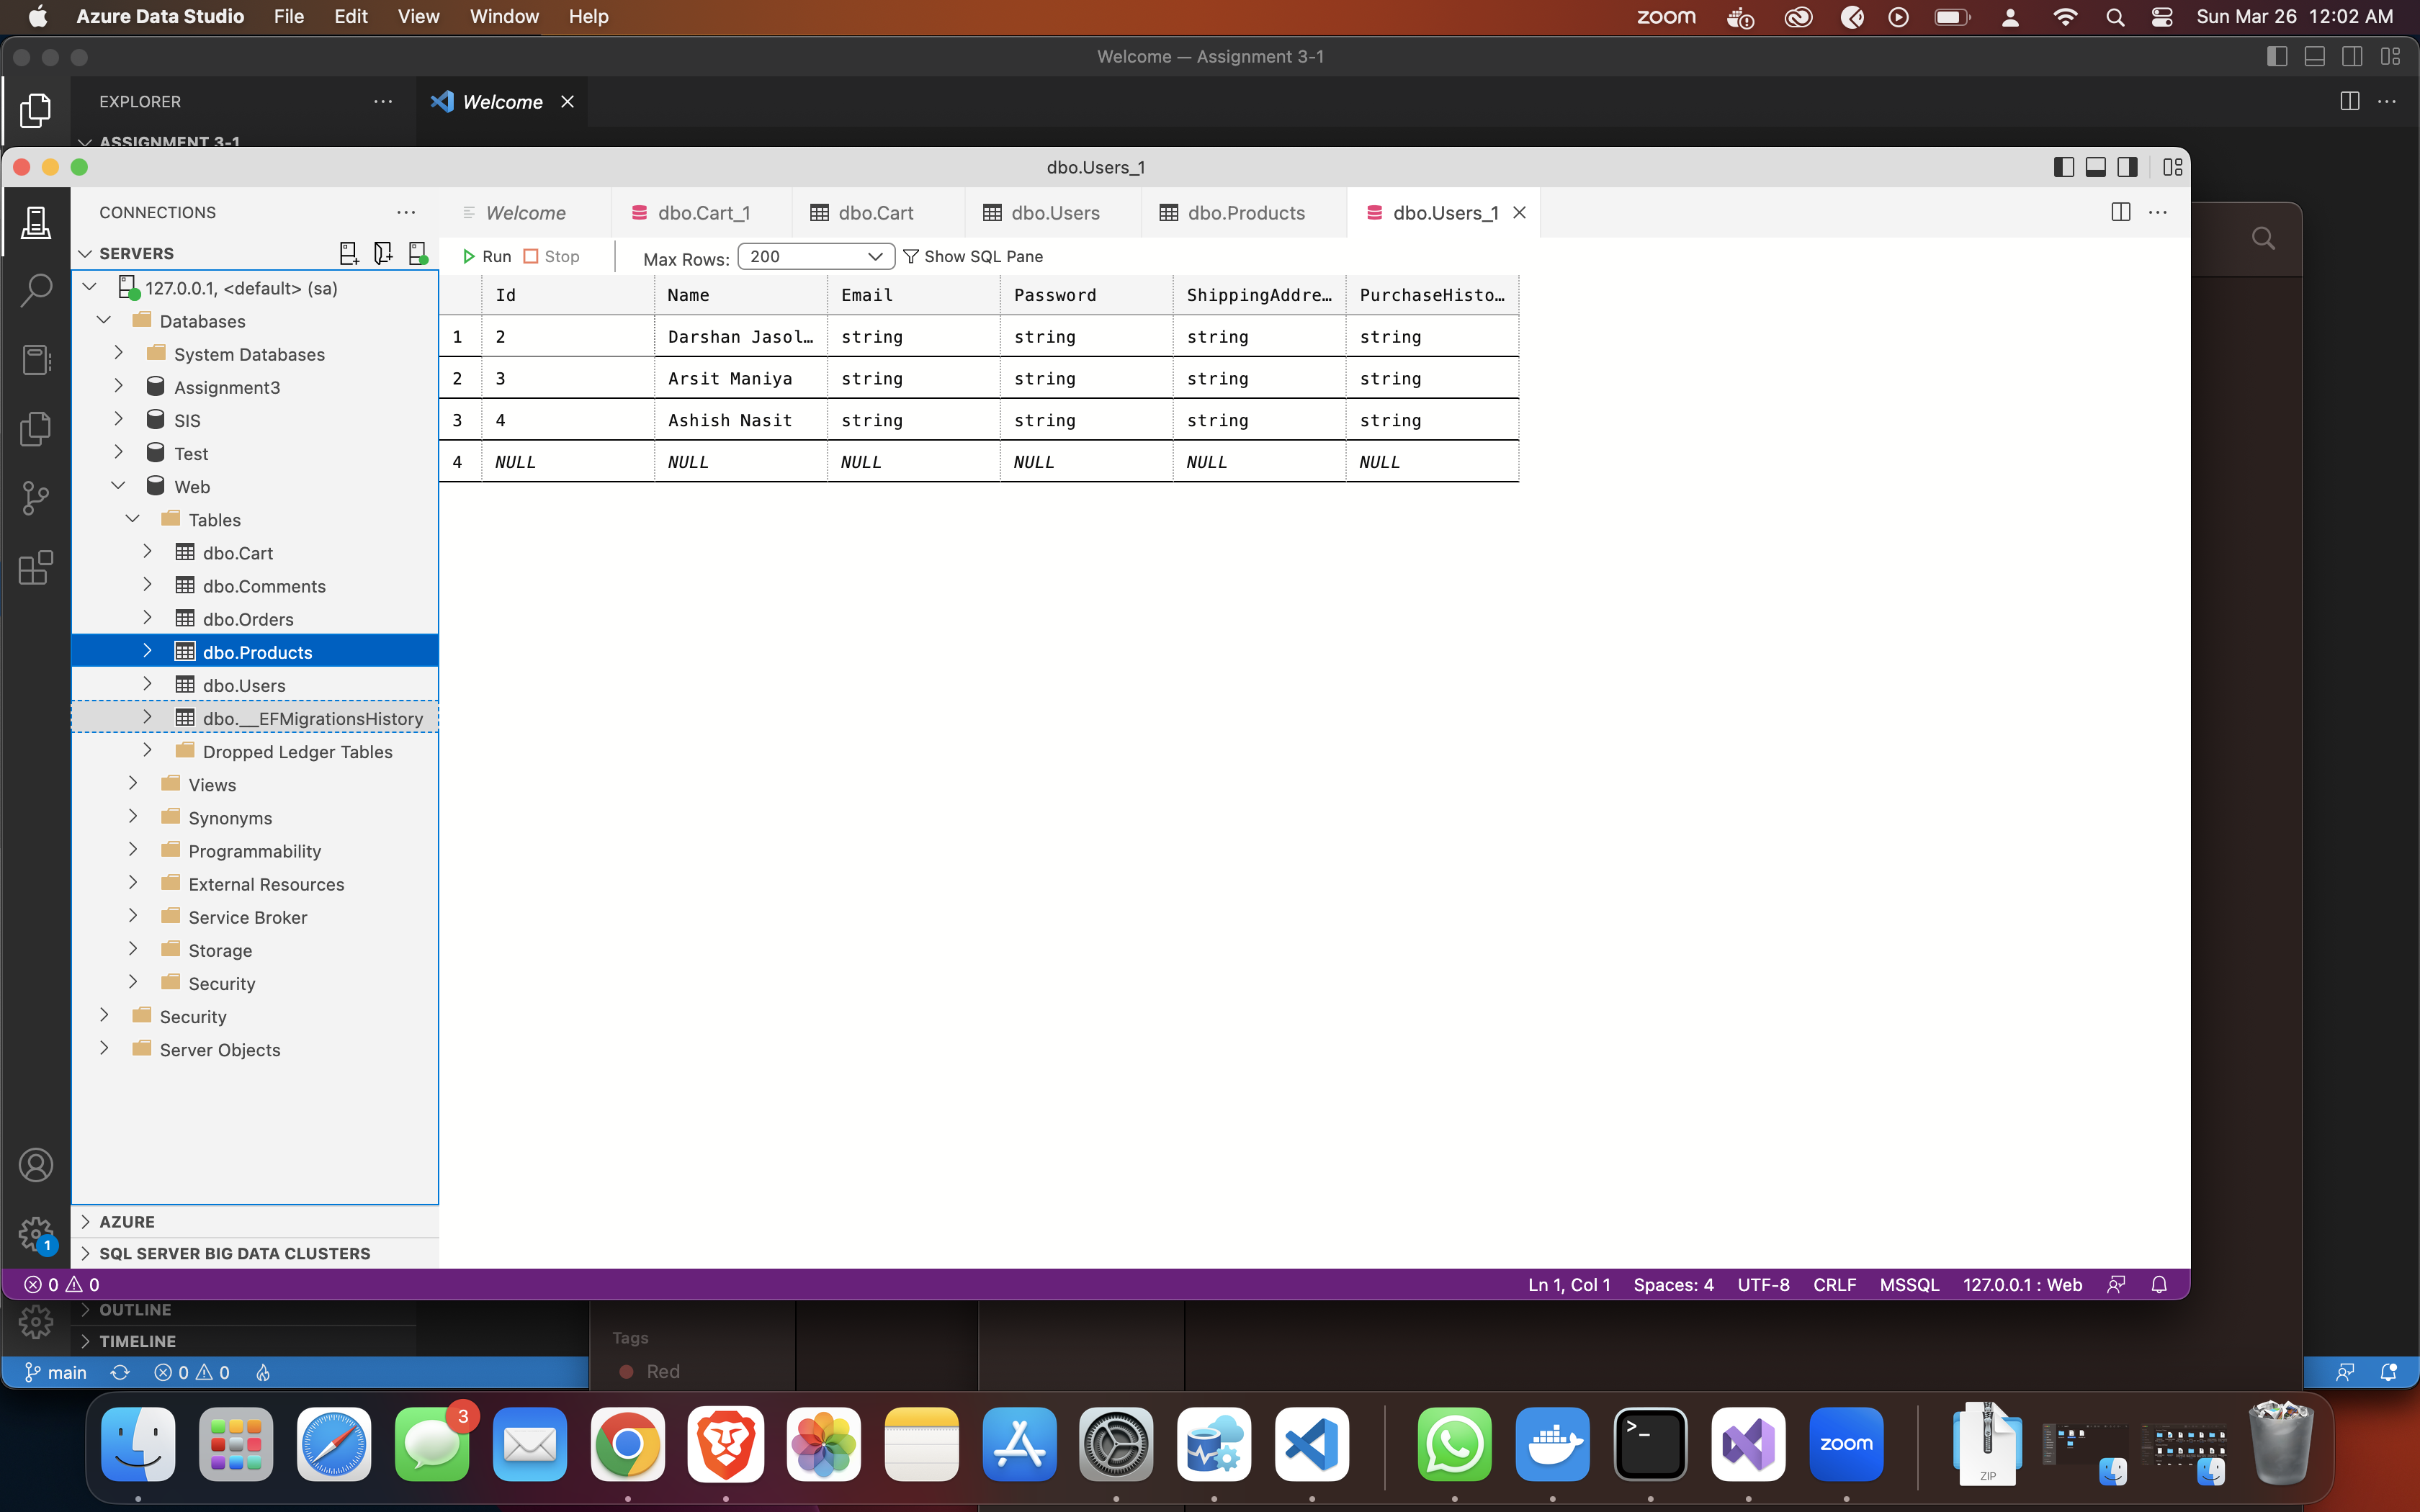 Azure Data Studio File Edit View Window Help zoom Sun Mar 26 12:02 AM
Welcome — Assignment 3-1
EXPLORER Welcome
ASSIGNMENT 3-1
dbo.Users_1
CONNECTIONS Welcome dbo.Cart_1 dbo.Cart dbo.Users dbo.Products dbo.Users_1
SERVERS Run Stop Max Rows: 200 Show SQL Pane
127.0.0.1, <default> (sa)
Databases
System Databases
Assignment3
SIS
Test
Web
Tables
dbo.Cart
dbo.Comments
dbo.Orders
dbo.Products
dbo.Users
dbo.__EFMigrationsHistory
Dropped Ledger Tables
Views
Synonyms
Programmability
External Resources
Service Broker
Storage
Security
Security
Server Objects
AZURE
SQL SERVER BIG DATA CLUSTERS
Id Name Email Password ShippingAddre… PurchaseHisto…
1 2 Darshan Jasol… string string string string
2 3 Arsit Maniya string string string string
3 4 Ashish Nasit string string string string
4 NULL NULL NULL NULL NULL NULL
1
0 0 Ln 1, Col 1 Spaces: 4 UTF-8 CRLF MSSQL 127.0.0.1 : Web
OUTLINE
TIMELINE
Tags
Red
main 0 0
3
zoom
ZIP